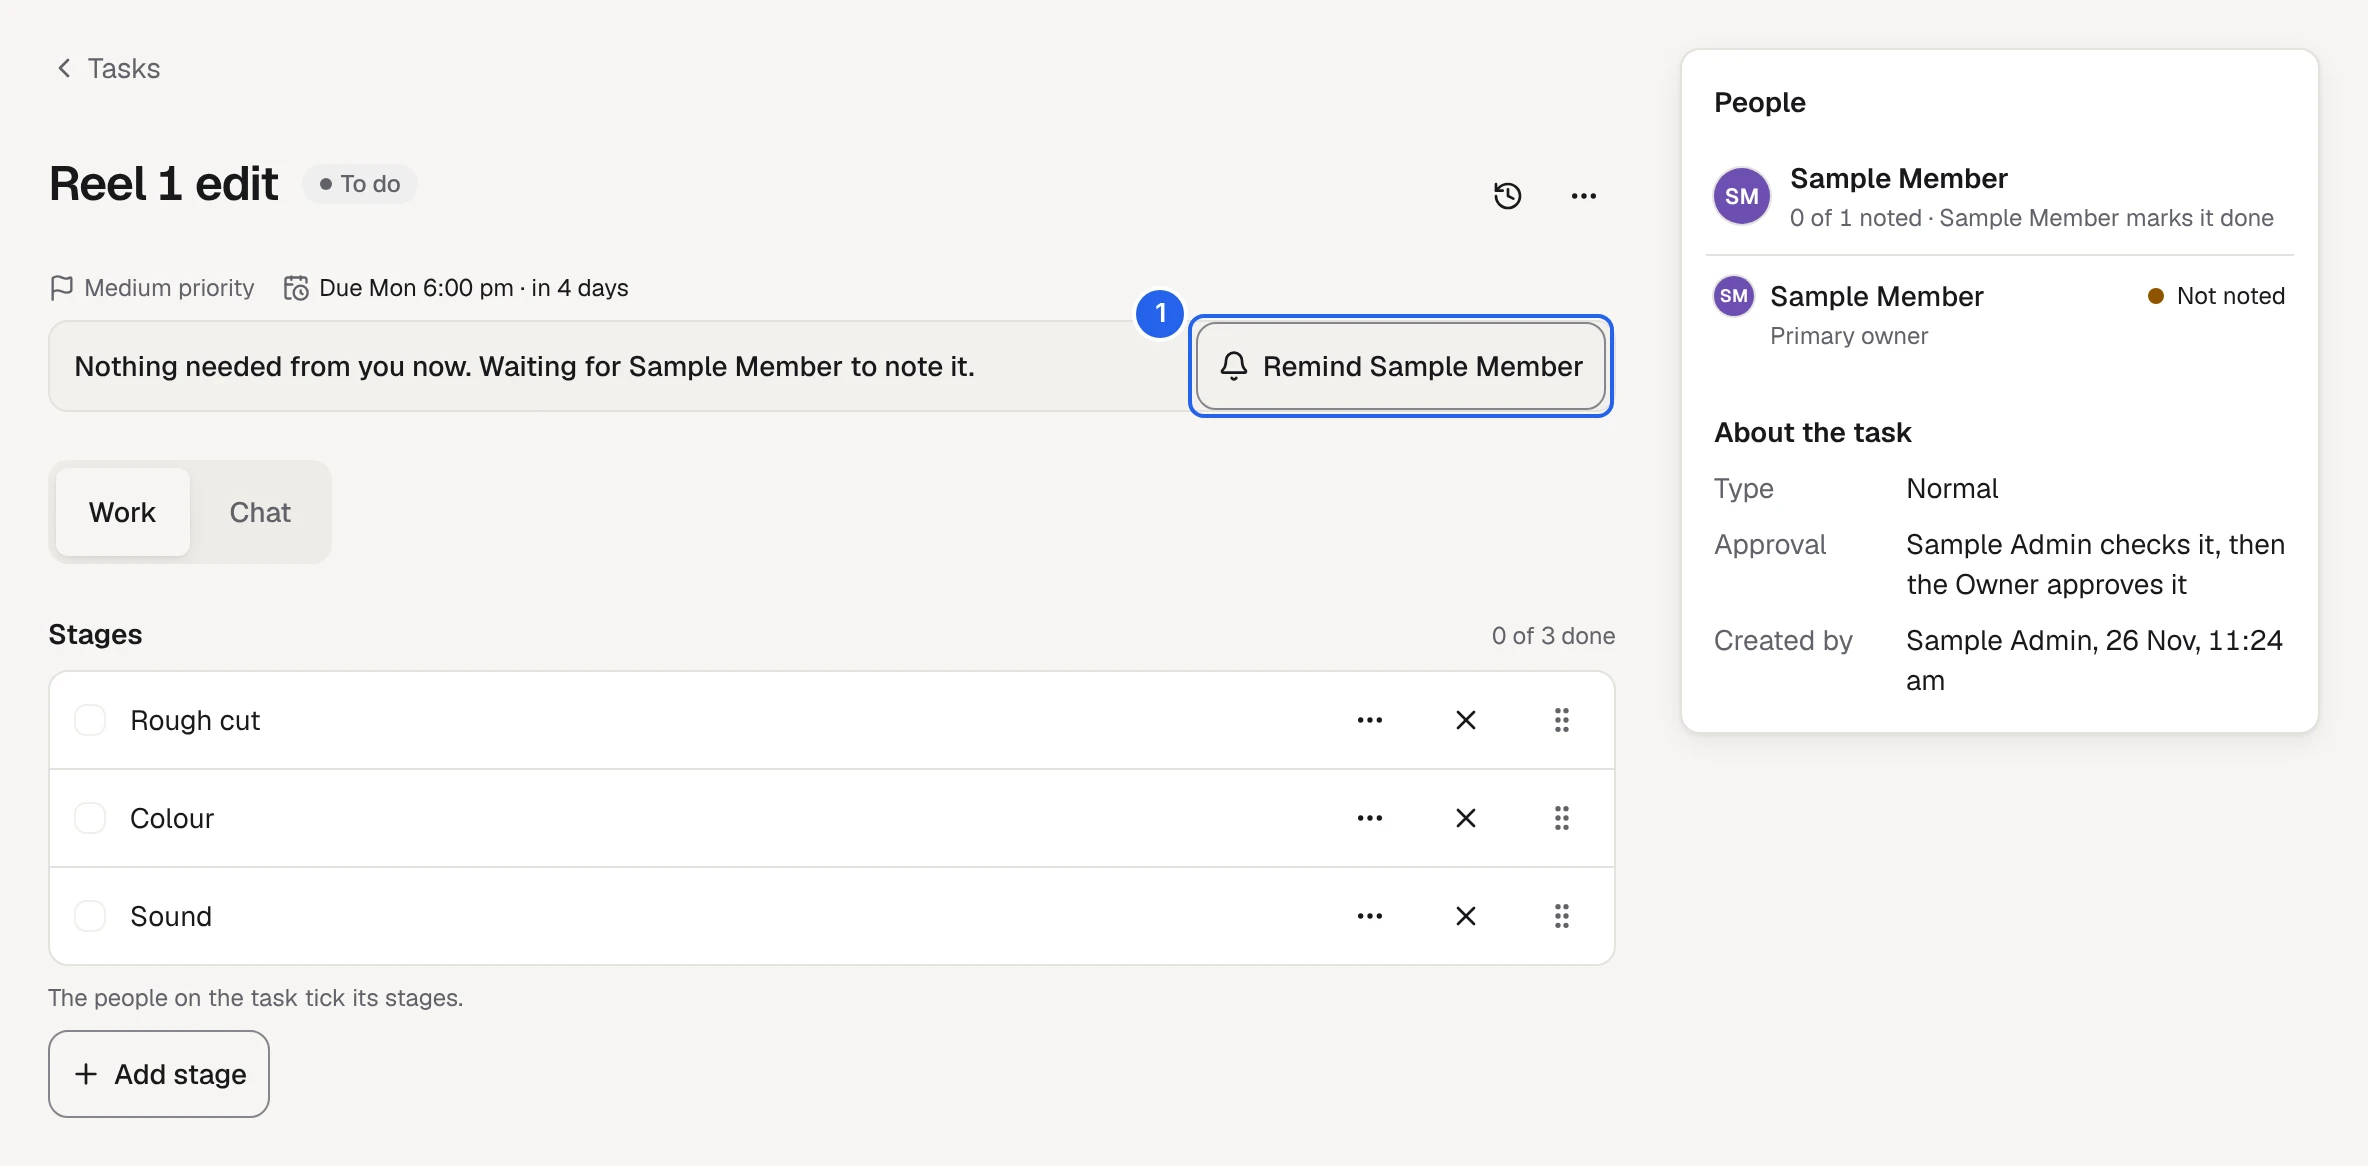 Tasks
Reel 1 edit
To do
Medium priority
Due Mon 6:00 pm · in 4 days
1
Nothing needed from you now. Waiting for Sample Member to note it.
Remind Sample Member
Work
Chat
Stages
0 of 3 done
Rough cut
Colour
Sound
The people on the task tick its stages.
Add stage
People
SM
Sample Member
0 of 1 noted · Sample Member marks it done
SM
Sample Member
Not noted
Primary owner
About the task
Type
Normal
Approval
Sample Admin checks it, then
the Owner approves it
Created by
Sample Admin, 26 Nov, 11:24
am